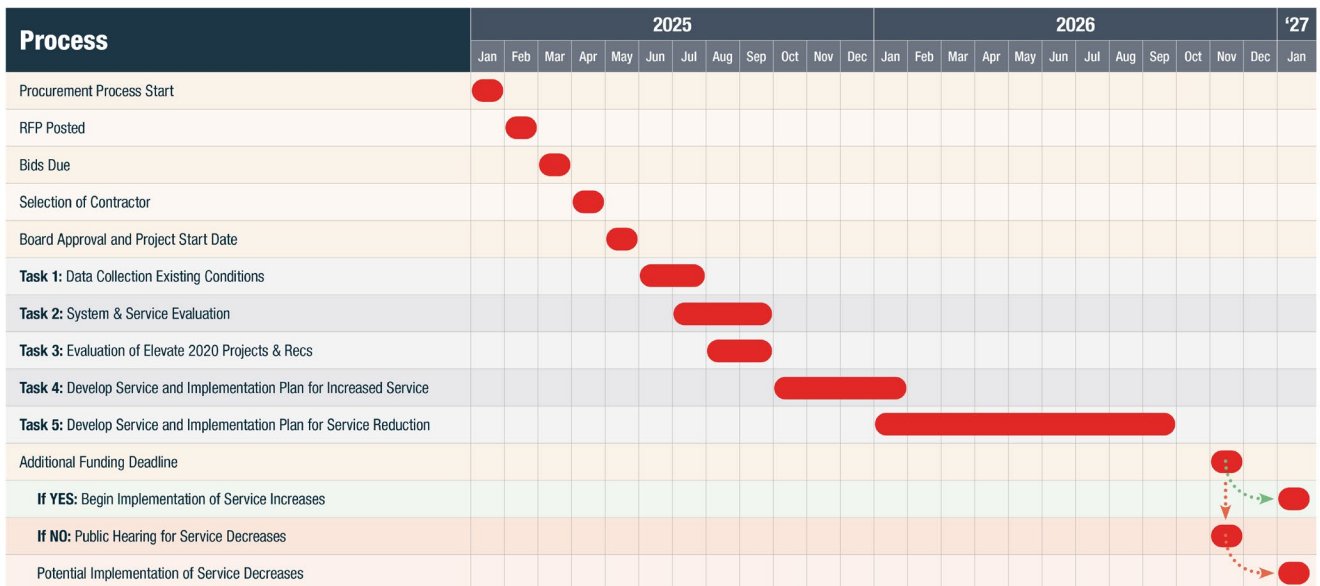 Process
2025 2026 ‘27
Jan Feb Mar Apr May Jun Jul Aug Sep Oct Nov Dec Jan Feb Mar Apr May Jun Jul Aug Sep Oct Nov Dec Jan
Procurement Process Start
RFP Posted
Bids Due
Selection of Contractor
Board Approval and Project Start Date
Task 1: Data Collection Existing Conditions
Task 2: System & Service Evaluation
Task 3: Evaluation of Elevate 2020 Projects & Recs
Task 4: Develop Service and Implementation Plan for Increased Service
Task 5: Develop Service and Implementation Plan for Service Reduction
Additional Funding Deadline
If YES: Begin Implementation of Service Increases
If NO: Public Hearing for Service Decreases
Potential Implementation of Service Decreases